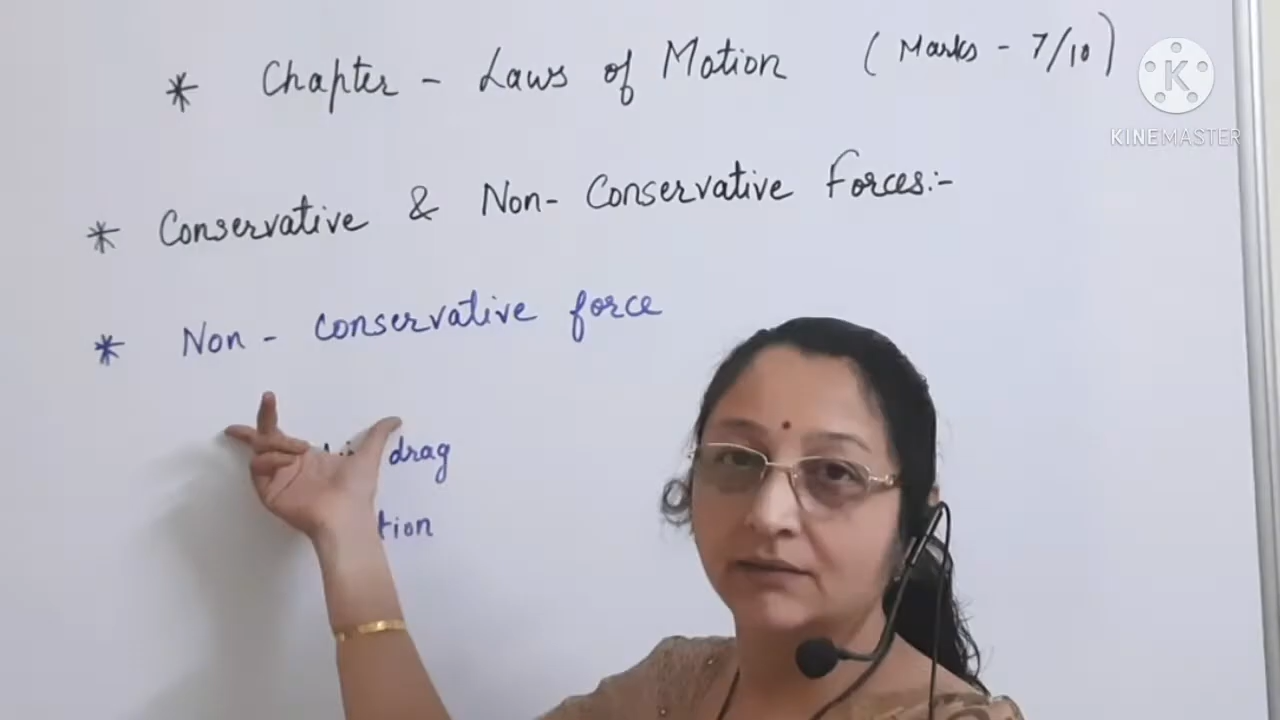 * Chapter - Laws of Motion (Marks - 7/10)
KINEMASTER
* Conservative & Non-Conservative Forces:-
* Non-conservative force
drag
tion